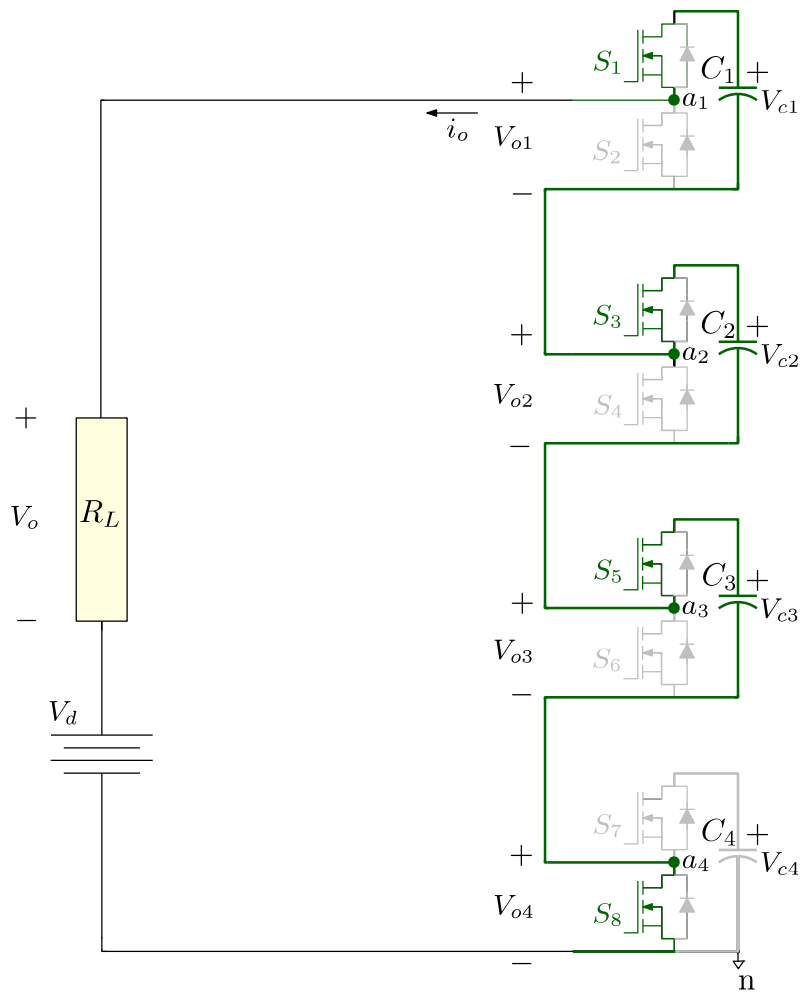 S1
C1 +
Vc1
+
a1
io
Vo1
S2
−
S3
C2 +
Vc2
+
a2
Vo2
S4
−
+
RL
Vo
−
S5
C3 +
Vc3
+
a3
Vo3
S6
−
Vd
S7
C4 +
Vc4
+
a4
Vo4
S8
−
n